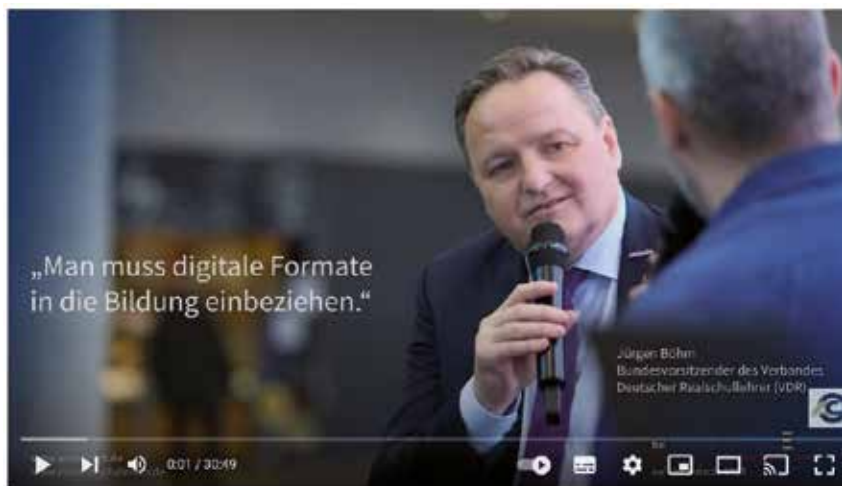 „Man muss digitale Formate
in die Bildung einbeziehen.“
Jürgen Böhm
Bundesvorsitzender des Verbandes
Deutscher Realschullehrer (VDR)
0:01 / 30:49